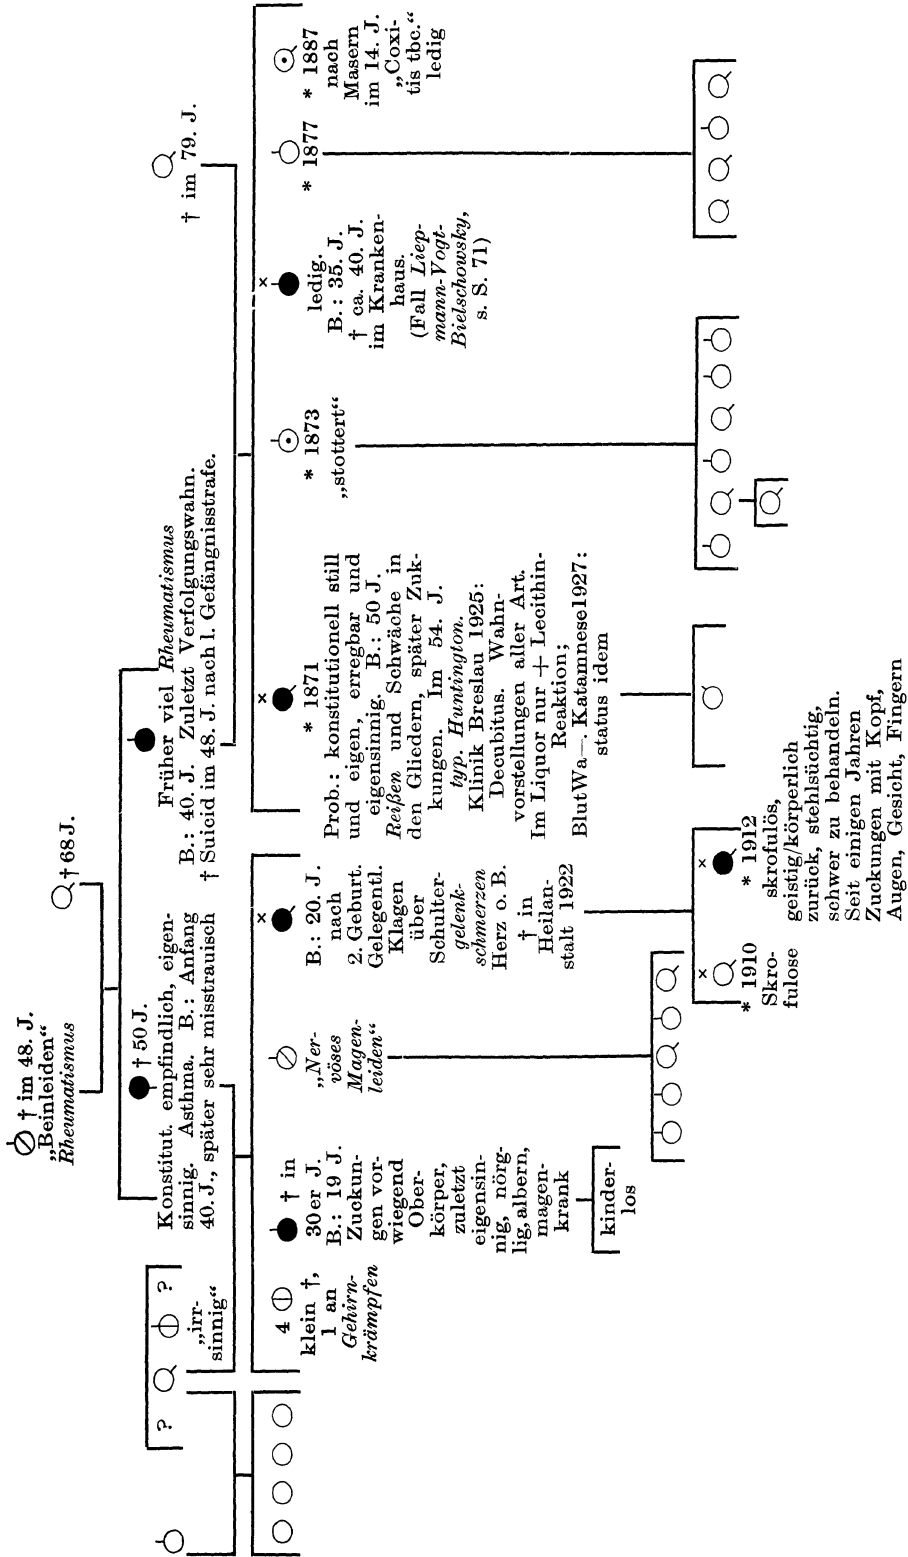 † im 48. J.
„Beinleiden“
Rheumatismus
† 68 J.
? ?
„irr-
sinnig“
† 50 J.
Konstitut. empfindlich, eigen-
sinnig. Asthma. B.: Anfang
40. J., später sehr misstrauisch
Früher viel Rheumatismus
B.: 40. J. Zuletzt Verfolgungswahn.
† Suicid im 48. J. nach l. Gefängnisstrafe.
† im 79. J.
4
klein †,
1 an
Gehirn-
krämpfen
† in
30er J.
B.: 19 J.
Zuckun-
gen vor-
wiegend
Ober-
körper,
zuletzt
eigensin-
nig, nörg-
lig, albern,
magen-
krank
kinder-
los
„Ner-
vöses
Magen-
leiden“
×
B.: 20. J.
nach
2. Geburt.
Gelegentl.
Klagen
über
Schulter-
gelenk-
schmerzen
Herz o. B.
† in
Heilan-
stalt 1922
×
* 1910
Skro-
fulose
×
* 1912
skrofulös,
geistig/körperlich
zurück, stehlsüchtig,
schwer zu behandeln.
Seit einigen Jahren
Zuckungen mit Kopf,
Augen, Gesicht, Fingern
×
* 1871
Prob.: konstitutionell still
und eigen, erregbar und
eigensinnig. B.: 50 J.
Reißen und Schwäche in
den Gliedern, später Zuk-
kungen. Im 54. J.
typ. Huntington.
Klinik Breslau 1925:
Decubitus. Wahn-
vorstellungen aller Art.
Im Liquor nur + Lecithin-
Reaktion;
BlutWa—. Katamnese1927:
status idem
* 1873
„stottert“
×
ledig.
B.: 35. J.
† ca. 40. J.
im Kranken-
haus.
(Fall Liep-
mann-Vogt-
Bielschowsky,
s. S. 71)
* 1877
* 1887
nach
Masern
im 14. J.
„Coxi-
tis tbc.“
ledig